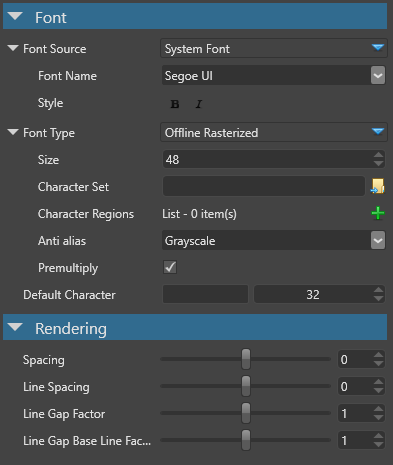 Font
Font Source System Font
Font Name Segoe UI
Style B I
Font Type Offline Rasterized
Size 48
Character Set
Character Regions List - 0 item(s)
Anti alias Grayscale
Premultiply
Default Character 32
Rendering
Spacing 0
Line Spacing 0
Line Gap Factor 1
Line Gap Base Line Fac... 1